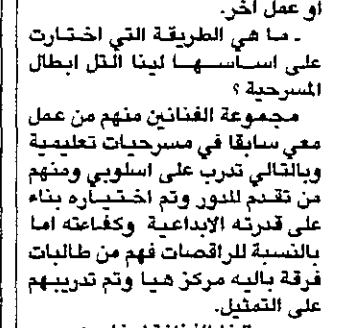 او عمل آخر.
ـ ما هي الطريقة التي اختارت
على اساسها لينا التل ابطال
المسرحية ؟
مجموعة الفنانين منهم من عمل
معي سابقا في مسرحيات تعليمية
وبالتالي تدرب على اسلوبي ومنهم
من تقدم للدور وتم اختياره بناء
على قدرته الابداعية وكفاءته اما
بالنسبة للراقصات فهم من طالبات
فرقة باليه مركز هيا وتم تدريبهم
على التمثيل.